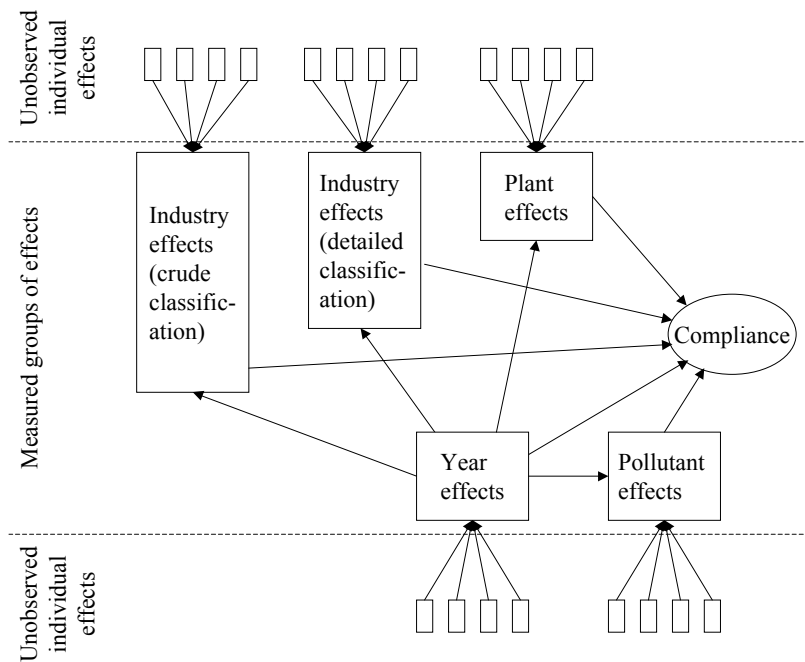 Unobserved
individual
effects
Measured groups of effects
Industry
effects
(crude
classific-
ation)
Industry
effects
(detailed
classific-
ation)
Plant
effects
Compliance
Year
effects
Pollutant
effects
Unobserved
individual
effects